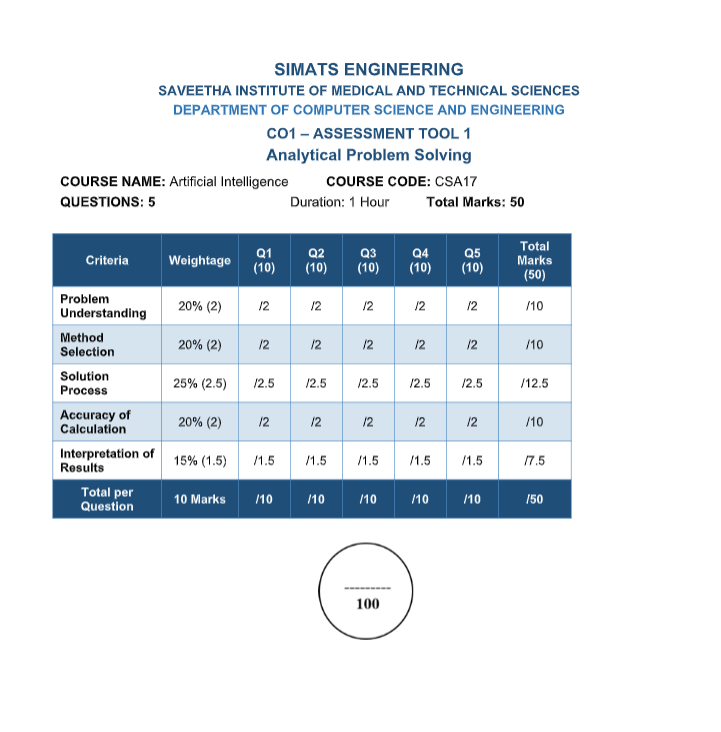 SIMATS ENGINEERING
SAVEETHA INSTITUTE OF MEDICAL AND TECHNICAL SCIENCES
DEPARTMENT OF COMPUTER SCIENCE AND ENGINEERING
CO1 – ASSESSMENT TOOL 1
Analytical Problem Solving
COURSE NAME: Artificial Intelligence COURSE CODE: CSA17
QUESTIONS: 5 Duration: 1 Hour Total Marks: 50
Criteria Weightage Q1 (10) Q2 (10) Q3 (10) Q4 (10) Q5 (10) Total Marks (50)
Problem Understanding 20% (2) /2 /2 /2 /2 /2 /10
Method Selection 20% (2) /2 /2 /2 /2 /2 /10
Solution Process 25% (2.5) /2.5 /2.5 /2.5 /2.5 /2.5 /12.5
Accuracy of Calculation 20% (2) /2 /2 /2 /2 /2 /10
Interpretation of Results 15% (1.5) /1.5 /1.5 /1.5 /1.5 /1.5 /7.5
Total per Question 10 Marks /10 /10 /10 /10 /10 /50
---------
100